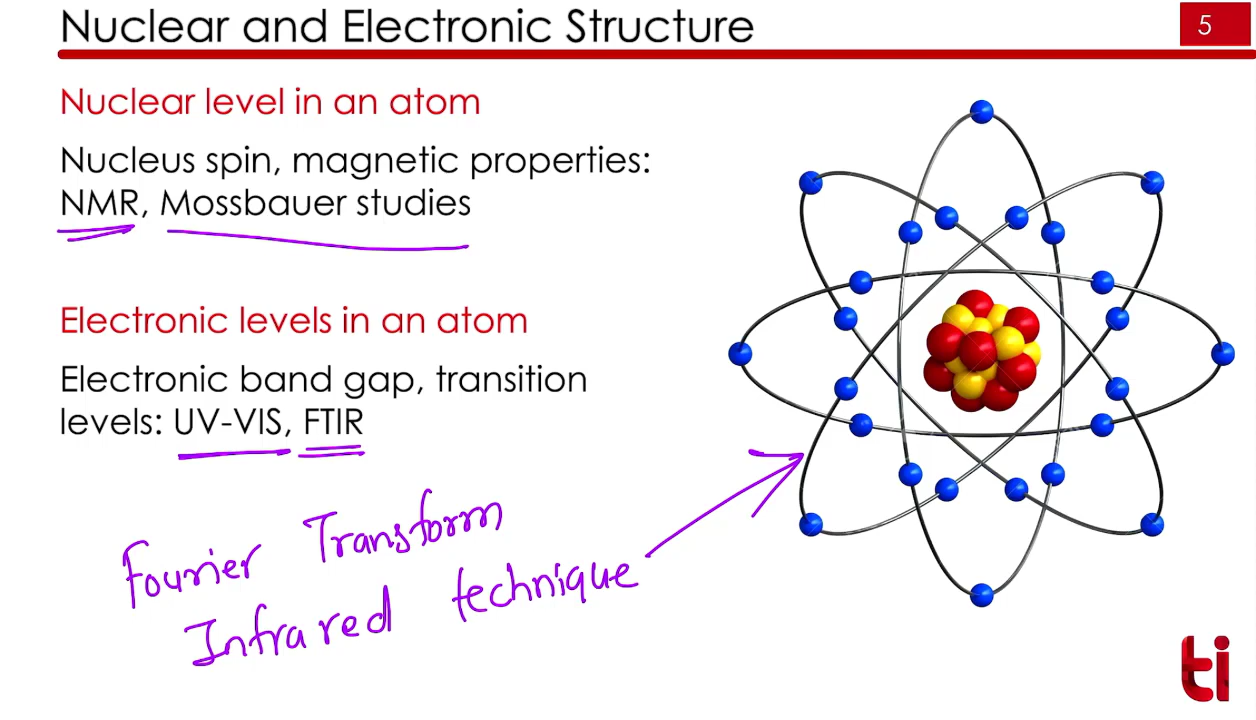 Nuclear and Electronic Structure
5
Nuclear level in an atom
Nucleus spin, magnetic properties:
NMR, Mossbauer studies
Electronic levels in an atom
Electronic band gap, transition
levels: UV-VIS, FTIR
Fourier Transform
Infrared technique
ti